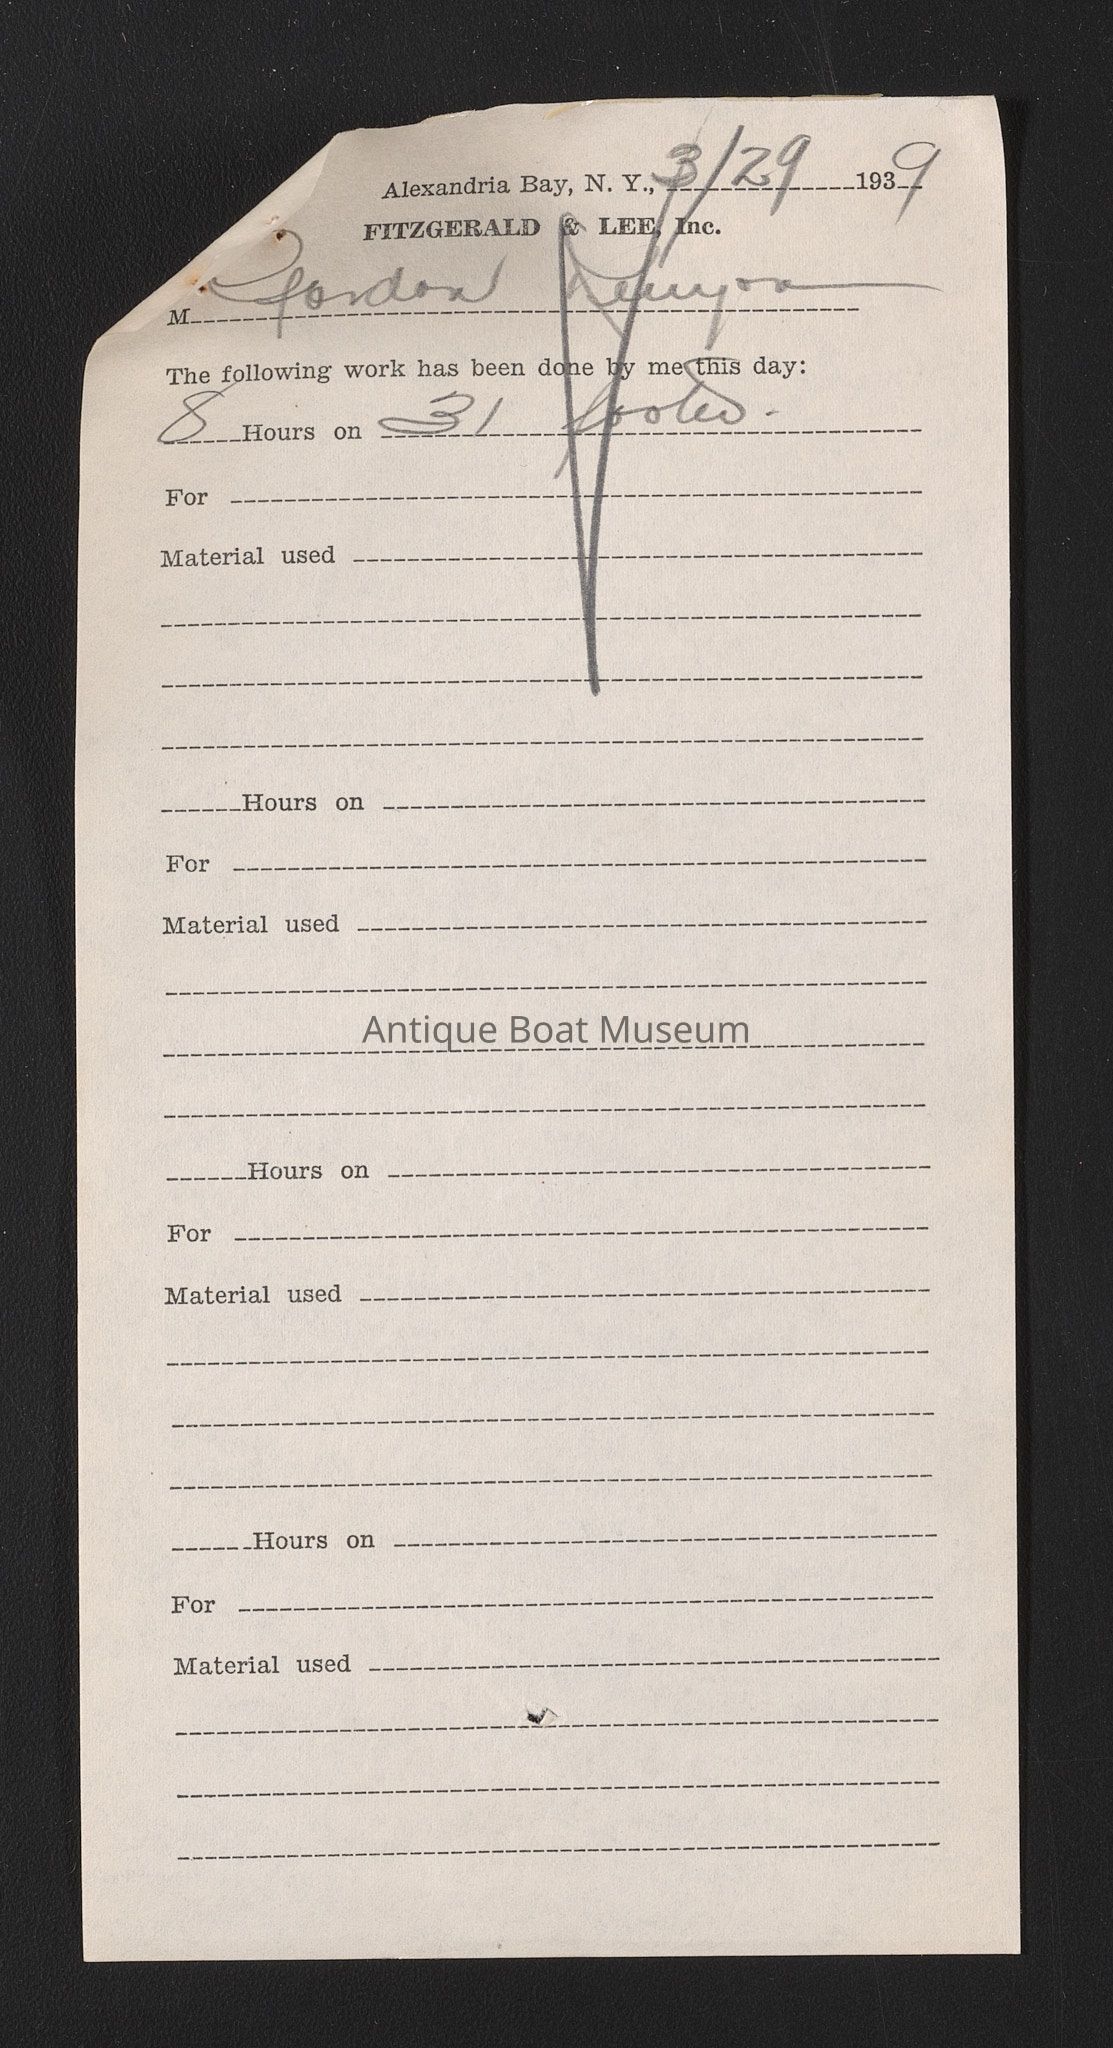 Alexandria Bay, N. Y., 3/29 1939
FITZGERALD & LEE, Inc.
M Gordon Kenyon
The following work has been done by me this day:
8 Hours on 31 footer.
For
Material used
Hours on
For
Material used
Antique Boat Museum
Hours on
For
Material used
Hours on
For
Material used